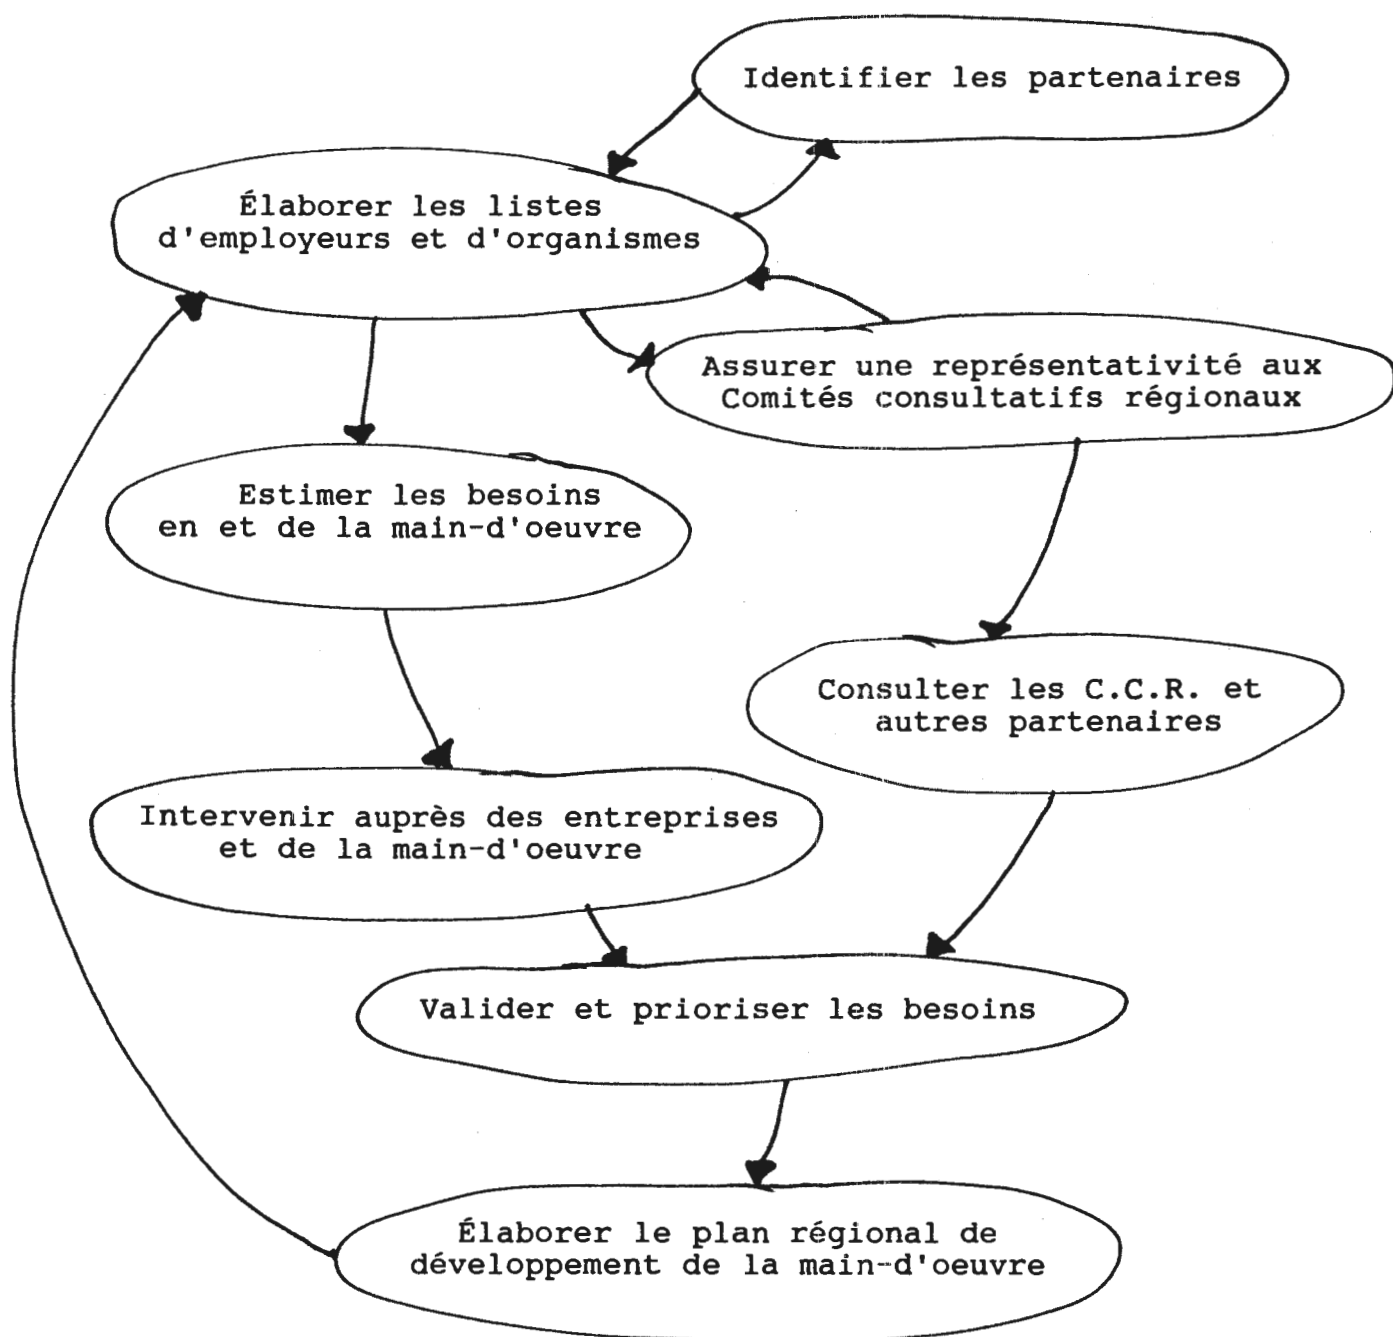 Identifier les partenaires
Élaborer les listes
d'employeurs et d'organismes
Assurer une représentativité aux
Comités consultatifs régionaux
Estimer les besoins
en et de la main-d'oeuvre
Consulter les C.C.R. et
autres partenaires
Intervenir auprès des entreprises
et de la main-d'oeuvre
Valider et prioriser les besoins
Élaborer le plan régional de
développement de la main-d'oeuvre